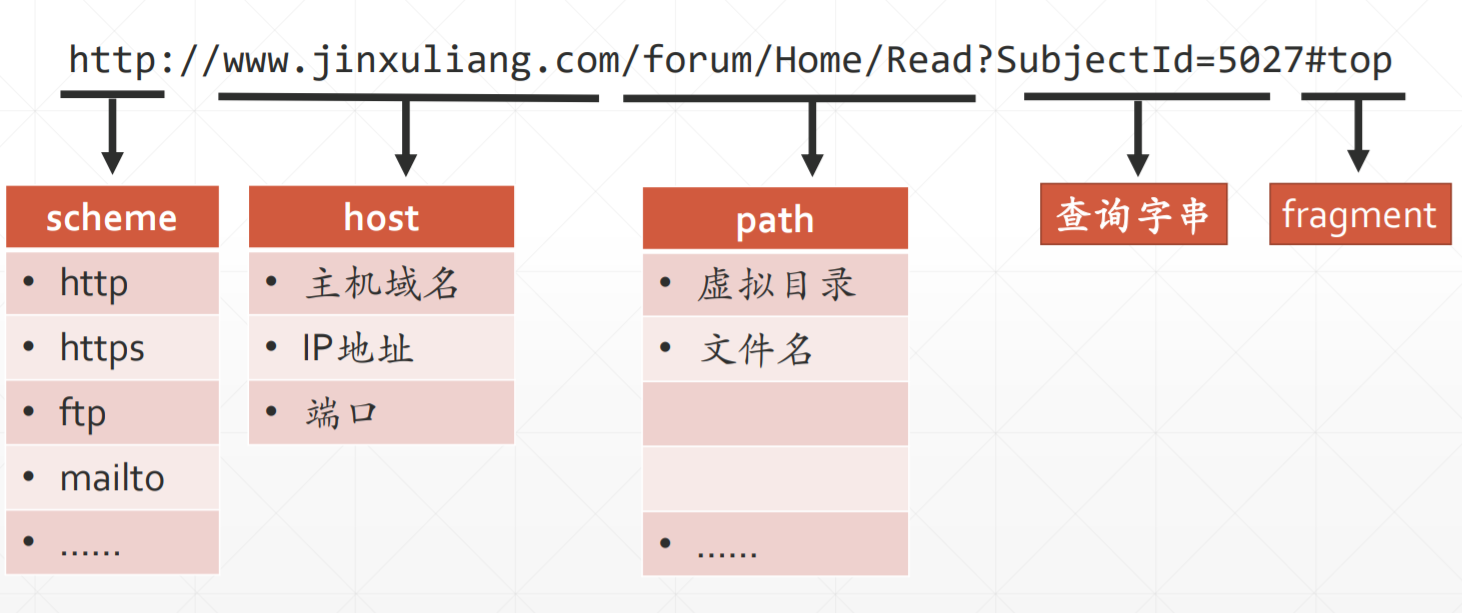 http://www.jinxuliang.com/forum/Home/Read?SubjectId=5027#top
scheme
• http
• https
• ftp
• mailto
• ……
host
• 主机域名
• IP地址
• 端口
path
• 虚拟目录
• 文件名
• ……
查询字串
fragment